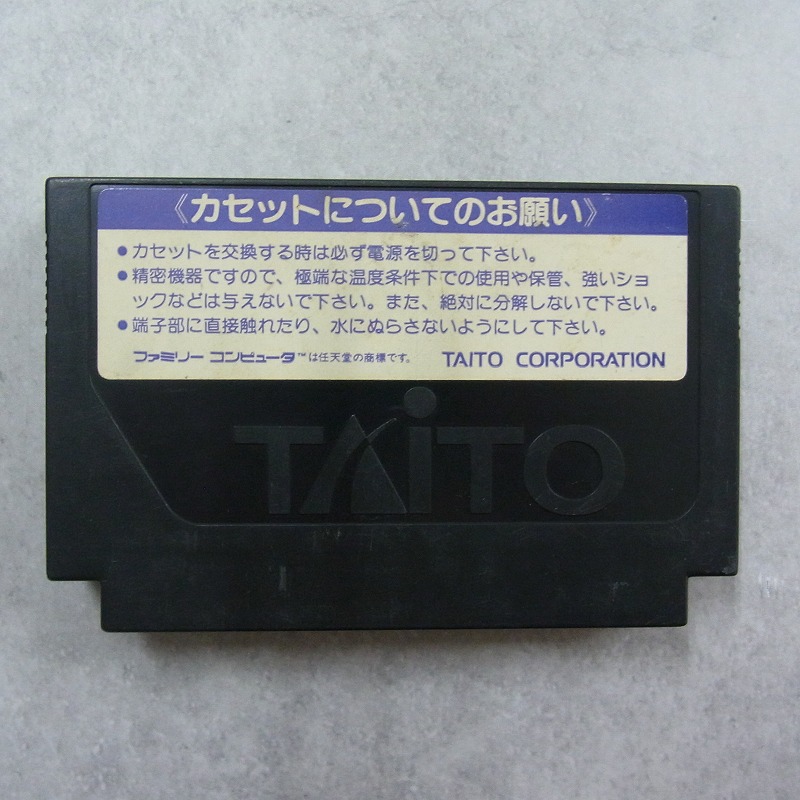 《カセットについてのお願い》
●カセットを交換する時は必ず電源を切って下さい。
●精密機器ですので、極端な温度条件下での使用や保管、強いショ
ックなどは与えないで下さい。また、絶対に分解しないで下さい。
●端子部に直接触れたり、水にぬらさないようにして下さい。
ファミリー コンピュータ™は任天堂の商標です。 TAITO CORPORATION
TAiTO